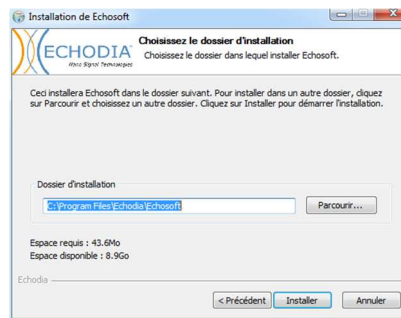 Installation de Echosoft
ECHODIA
Nano Signal Technologies
Choisissez le dossier d'installation
Choisissez le dossier dans lequel installer Echosoft.
Ceci installera Echosoft dans le dossier suivant. Pour installer dans un autre dossier, cliquez
sur Parcourir et choisissez un autre dossier. Cliquez sur Installer pour démarrer l'installation.
Dossier d'installation
C:\Program Files\Echodia\Echosoft
Parcourir...
Espace requis : 43.6Mo
Espace disponible : 8.9Go
Echodia
< Précédent
Installer
Annuler